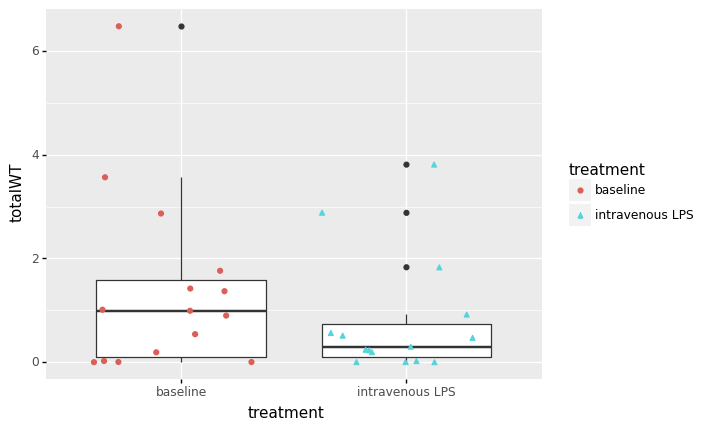 6
4
2
0
totalWT
baseline
intravenous LPS
treatment
treatment
baseline
intravenous LPS